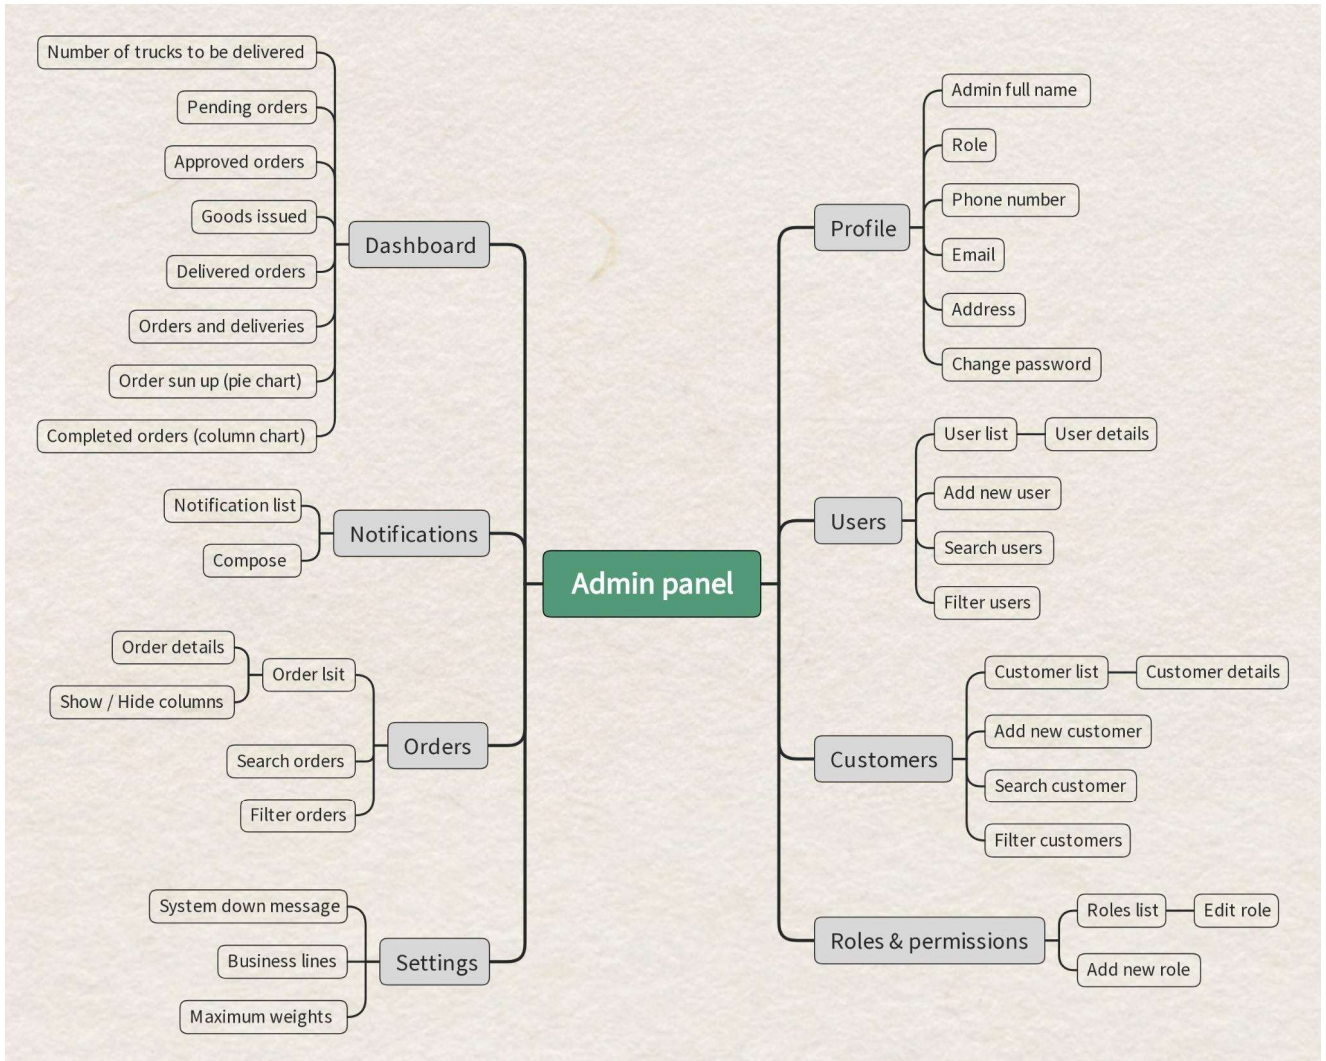 Admin panel
Dashboard
Number of trucks to be delivered
Pending orders
Approved orders
Goods issued
Delivered orders
Orders and deliveries
Order sun up (pie chart)
Completed orders (column chart)
Notifications
Notification list
Compose
Orders
Order lsit
Order details
Show / Hide columns
Search orders
Filter orders
Settings
System down message
Business lines
Maximum weights
Profile
Admin full name
Role
Phone number
Email
Address
Change password
Users
User list
User details
Add new user
Search users
Filter users
Customers
Customer list
Customer details
Add new customer
Search customer
Filter customers
Roles & permissions
Roles list
Edit role
Add new role